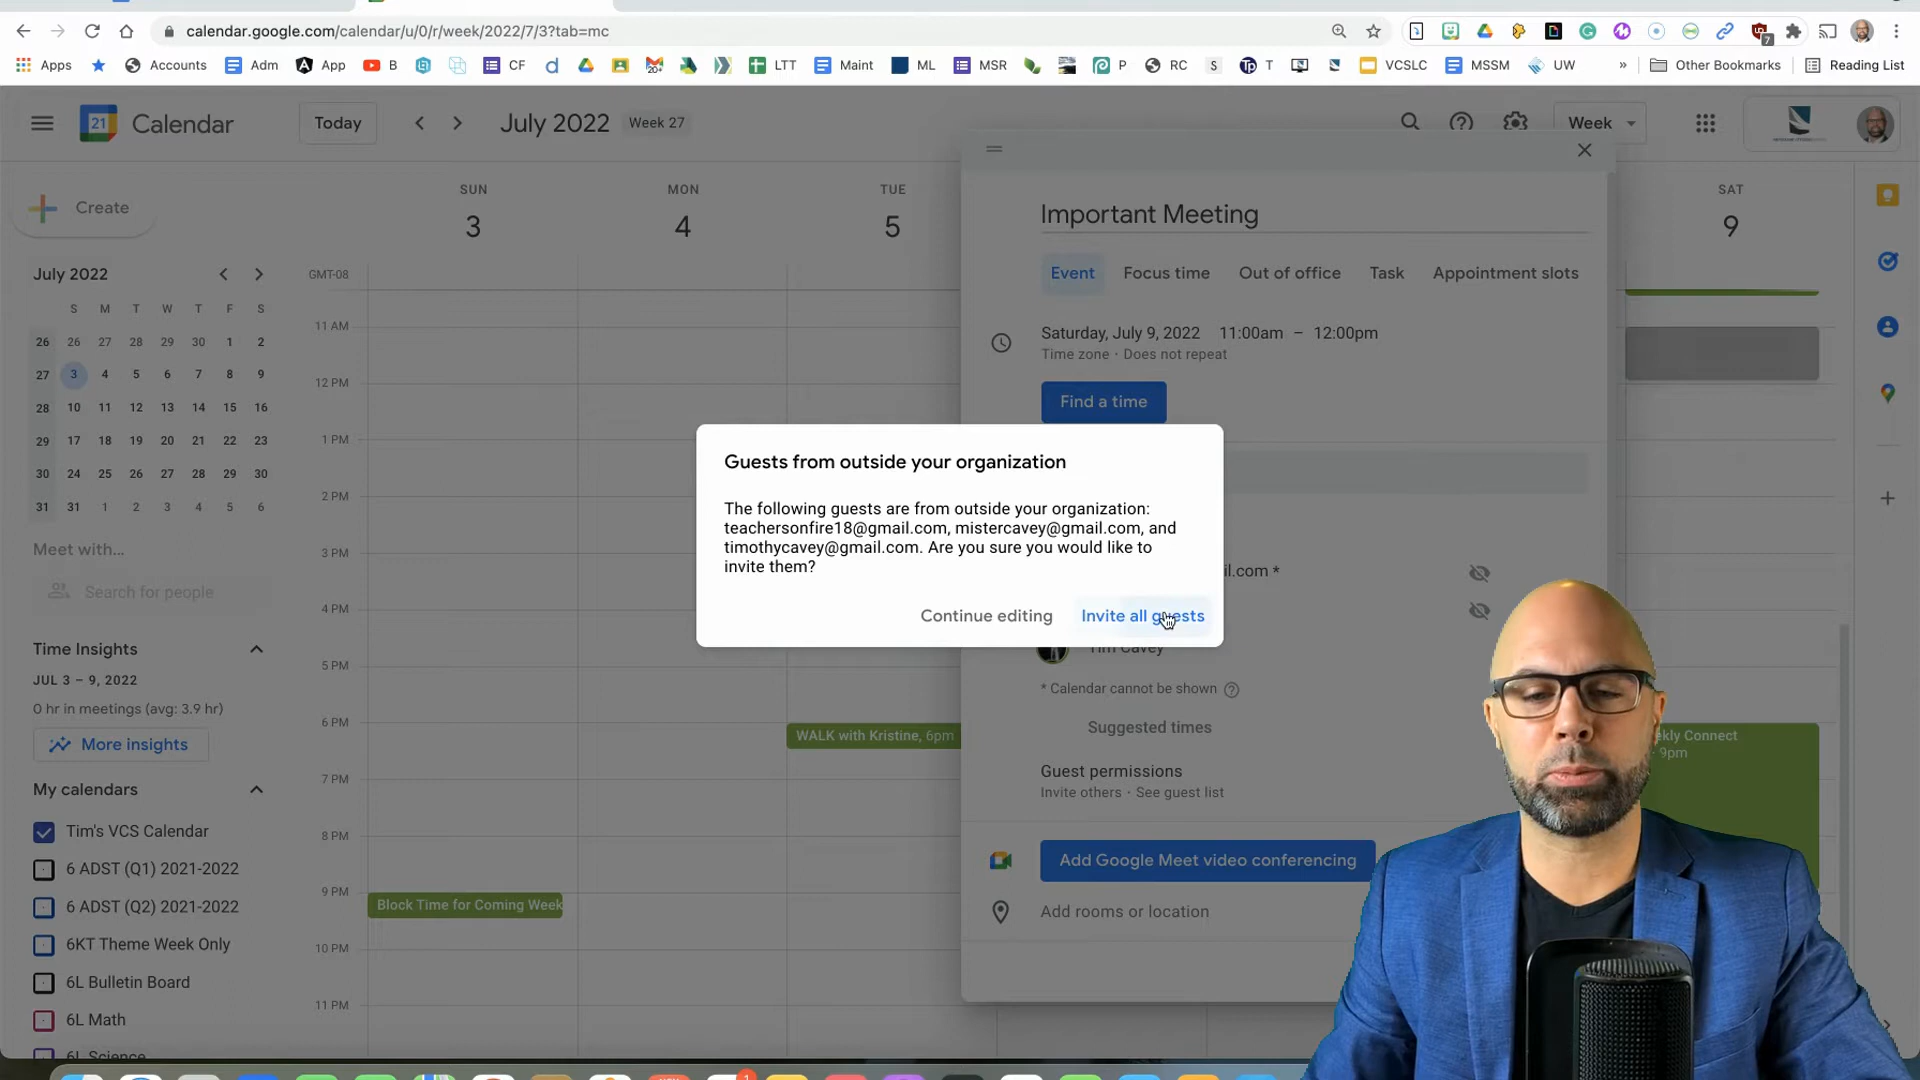 calendar.google.com/calendar/u/0/r/week/2022/7/3?tab=mc
7
Apps Accounts Adm App B CF LTT Maint ML MSR P RC T VCSLC MSSM UW » Other Bookmarks Reading List
21 Calendar Today July 2022 Week 27 Week
Create
SUN MON TUE SAT
3 4 5 9
July 2022
S M T W T F S
26 26 27 28 29 30 1 2
27 3 4 5 6 7 8 9
28 10 11 12 13 14 15 16
29 17 18 19 20 21 22 23
30 24 25 26 27 28 29 30
31 31 1 2 3 4 5 6
Meet with...
Search for people
Time Insights
JUL 3 – 9, 2022
0 hr in meetings (avg: 3.9 hr)
More insights
My calendars
Tim's VCS Calendar
6 ADST (Q1) 2021-2022
6 ADST (Q2) 2021-2022
6KT Theme Week Only
6L Bulletin Board
6L Math
6L Science
GMT-08
11 AM
12 PM
1 PM
2 PM
3 PM
4 PM
5 PM
6 PM
7 PM
8 PM
9 PM
10 PM
11 PM
WALK with Kristine, 6pm
Block Time for Coming Week
ekly Connect
9pm
Important Meeting
Event Focus time Out of office Task Appointment slots
Saturday, July 9, 2022 11:00am – 12:00pm
Time zone · Does not repeat
Find a time
Guests from outside your organization
The following guests are from outside your organization:
teachersonfire18@gmail.com, mistercavey@gmail.com, and
timothycavey@gmail.com. Are you sure you would like to
invite them?
Continue editing Invite all guests
il.com *
Tim Cavey
* Calendar cannot be shown
Suggested times
Guest permissions
Invite others · See guest list
Add Google Meet video conferencing
Add rooms or location
1